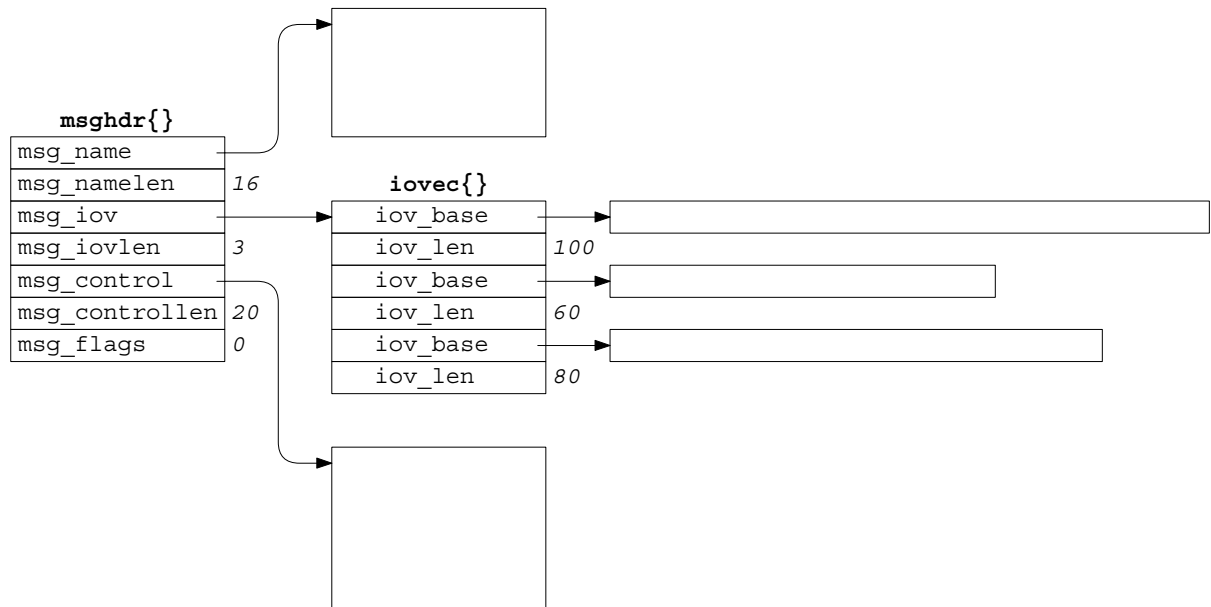 msghdr{}
msg_name
msg_namelen 16
msg_iov
msg_iovlen 3
msg_control
msg_controllen 20
msg_flags 0
iovec{}
iov_base
iov_len 100
iov_base
iov_len 60
iov_base
iov_len 80